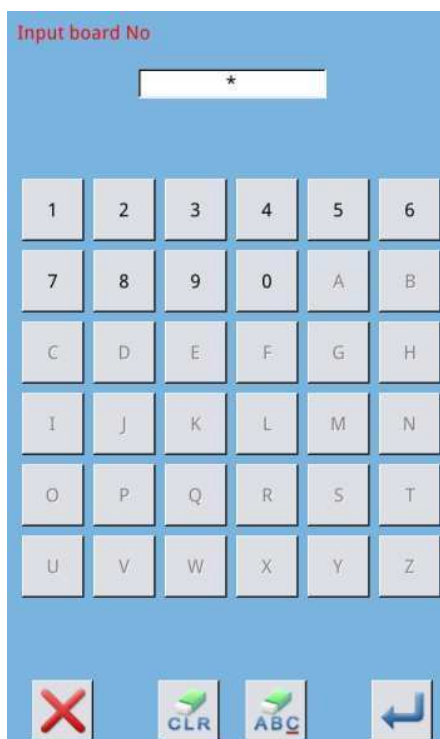 Input board No
*
1 2 3 4 5 6
7 8 9 0 A B
C D E F G H
I J K L M N
O P Q R S T
U V W X Y Z
CLR ABC